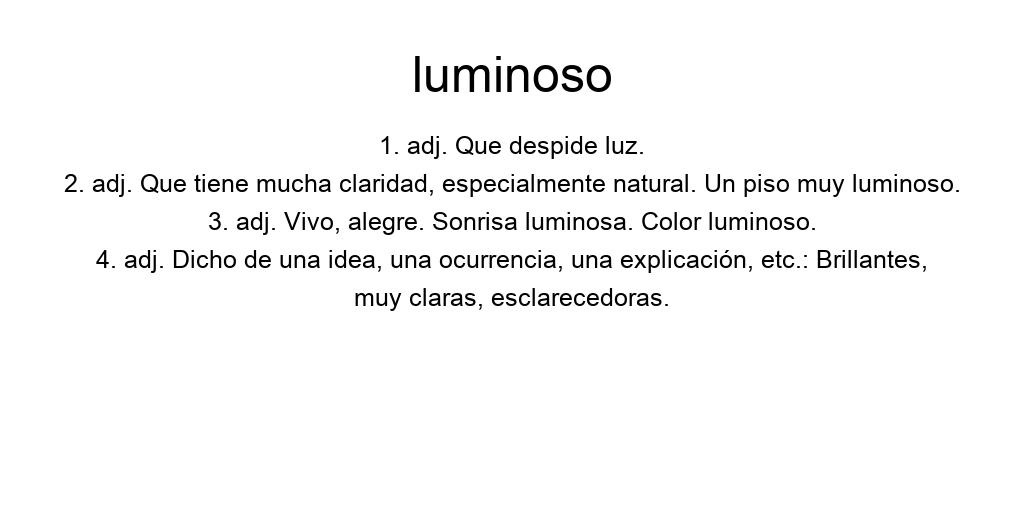 luminoso
1. adj. Que despide luz.
2. adj. Que tiene mucha claridad, especialmente natural. Un piso muy luminoso.
3. adj. Vivo, alegre. Sonrisa luminosa. Color luminoso.
4. adj. Dicho de una idea, una ocurrencia, una explicación, etc.: Brillantes,
muy claras, esclarecedoras.